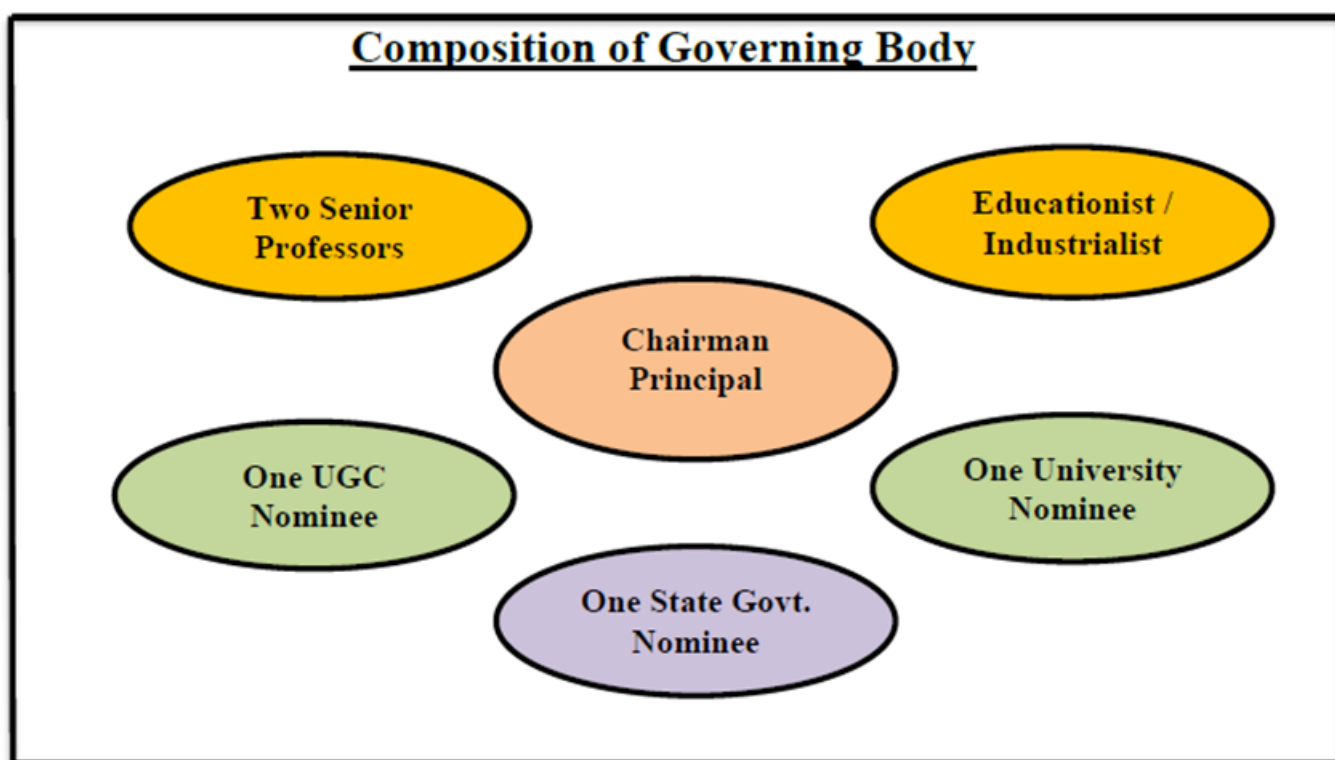 Composition of Governing Body
Two Senior
Professors
Educationist /
Industrialist
Chairman
Principal
One UGC
Nominee
One University
Nominee
One State Govt.
Nominee